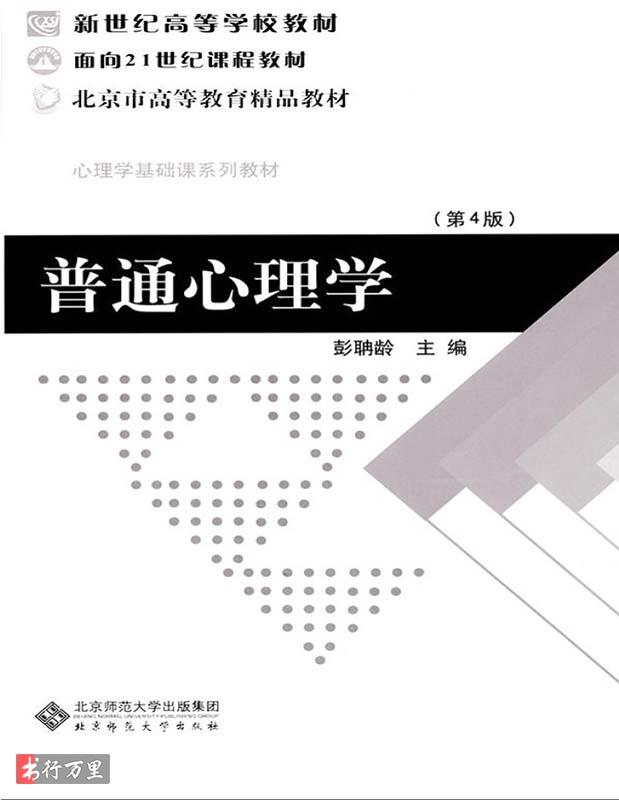 新世纪高等学校教材
面向21世纪课程教材
北京市高等教育精品教材
心理学基础课系列教材
（第4版）
普通心理学
彭聃龄 主 编
北京师范大学出版集团
BEIJING NORMAL UNIVERSITY PUBLISHING GROUP
北京师范大学出版社
书行万里